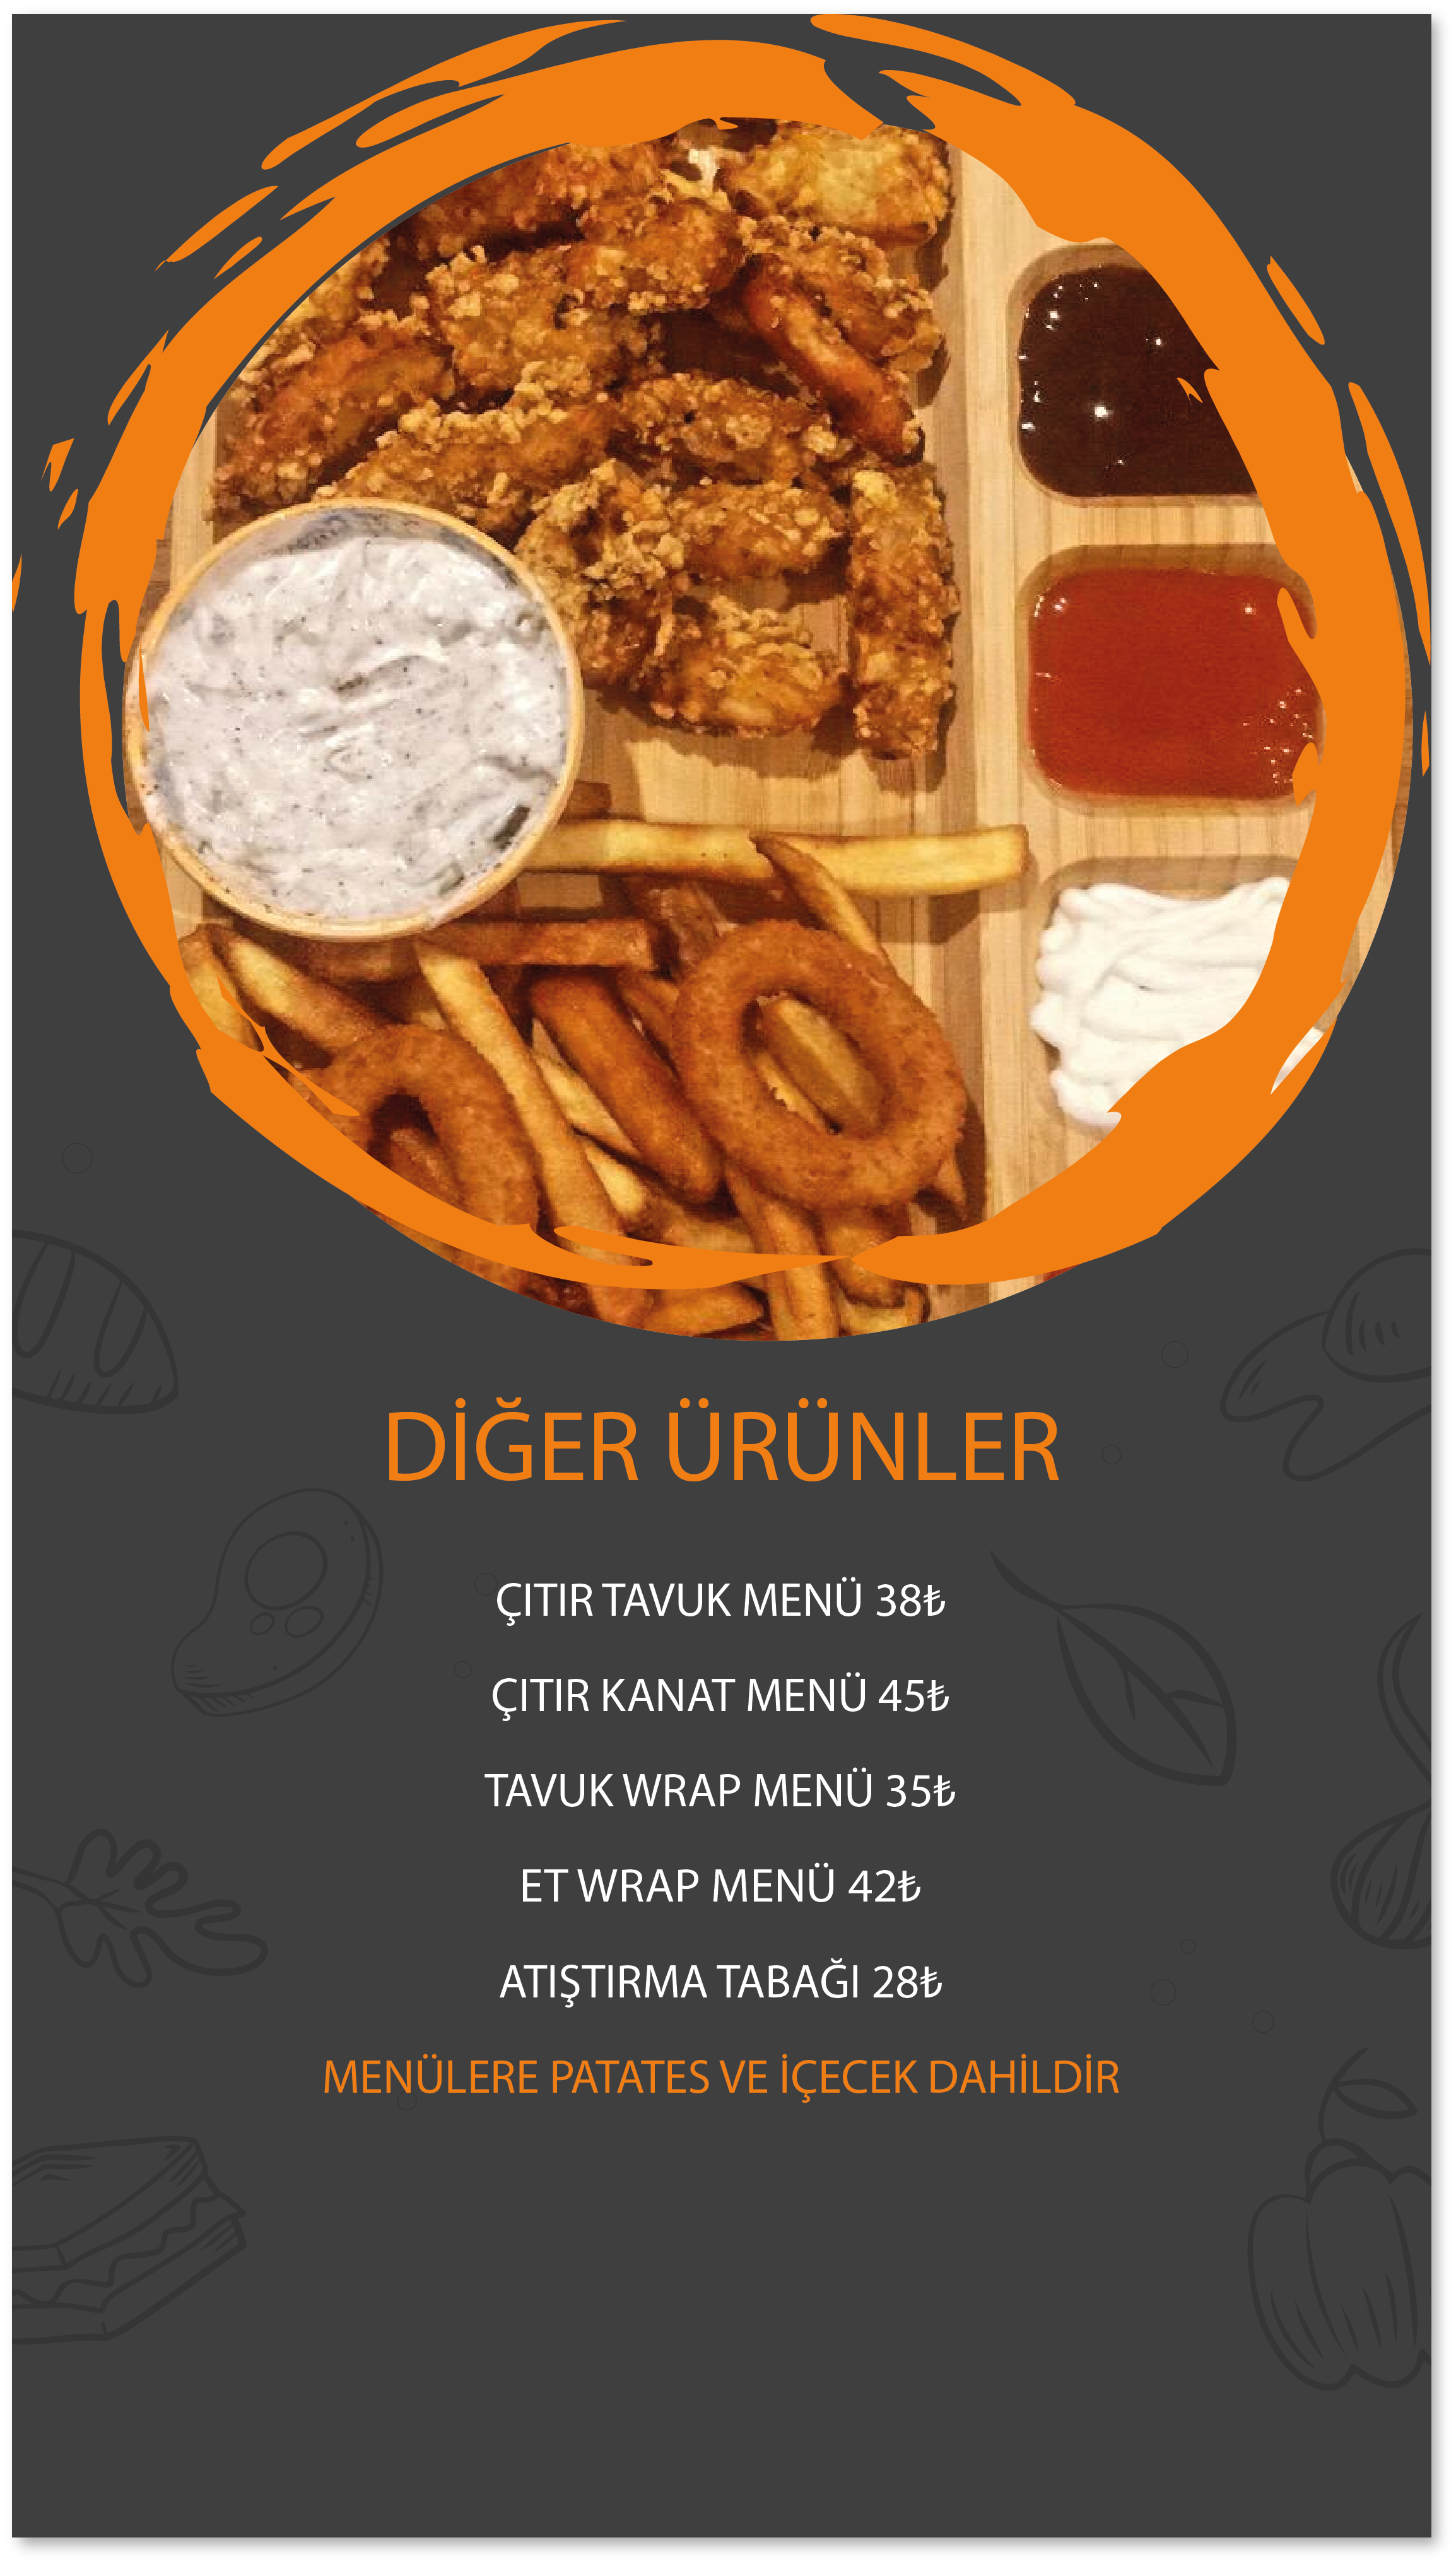 DİĞER ÜRÜNLER
ÇITIR TAVUK MENÜ 38₺
ÇITIR KANAT MENÜ 45₺
TAVUK WRAP MENÜ 35₺
ET WRAP MENÜ 42₺
ATIŞTIRMA TABAĞI 28₺
MENÜLERE PATATES VE İÇECEK DAHİLDİR